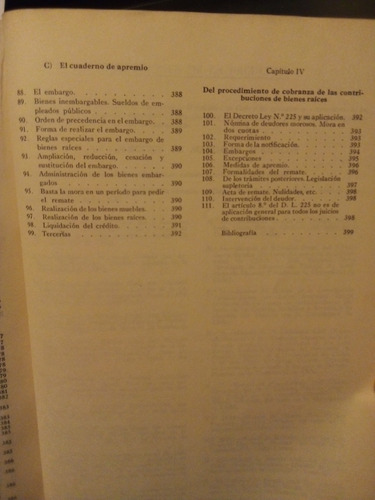 C) El cuaderno de apremio
88. El embargo. 388
89. Bienes inembargables. Sueldos de
empleados públicos 388
90. Orden de precedencia en el embargo. 388
91. Forma de realizar el embargo. 389
92. Reglas especiales para el embargo de
bienes raíces 389
93. Ampliación, reducción, cesación y
sustitución del embargo. 390
94. Administración de los bienes embar-
gados 390
95. Basta la mora en un período para pedir
el remate 390
96. Realización de los bienes muebles. 390
97. Realización de los bienes raíces. 390
98. Liquidación del crédito. 391
99. Tercerías 392
Capítulo IV
Del procedimiento de cobranza de las contri-
buciones de bienes raíces
100. El Decreto Ley N.º 225 y su aplicación. 392
101. Nómina de deudores morosos. Mora en
dos cuotas 393
102. Requerimiento 393
103. Forma de la notificación. 393
104. Embargos 394
105. Excepciones 395
106. Medidas de apremio. 396
107. Formalidades del remate. 396
108. De los trámites posteriores. Legislación
supletoria 397
109. Acta de remate. Nulidades, etc. 398
110. Intervención del deudor. 398
111. El artículo 8.º del D. L. 225 no es de
aplicación general para todos los juicios
de contribuciones 398
Bibliografía 399